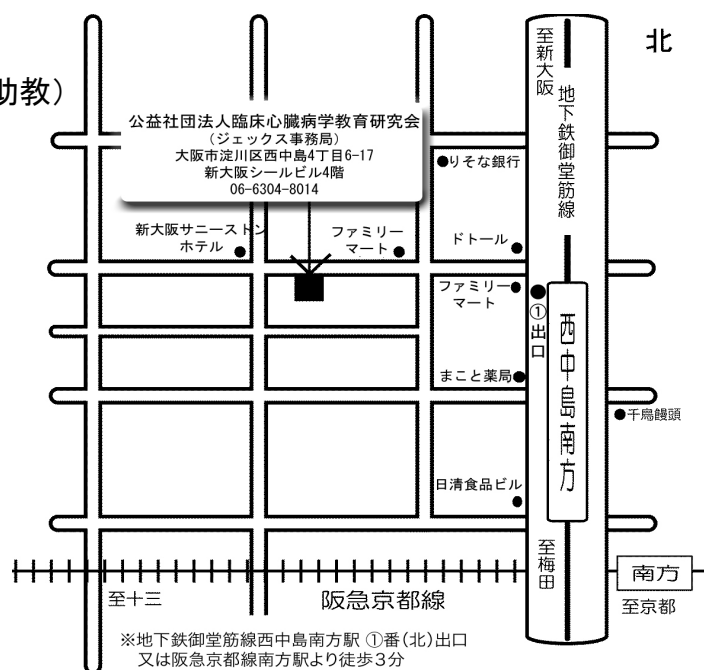 北
助教）
公益社団法人臨床心臓病学教育研究会
（ジェックス事務局）
大阪市淀川区西中島4丁目6-17
新大阪シールビル4階
06-6304-8014
至新大阪
地下鉄御堂筋線
●りそな銀行
新大阪サニーストン
ホテル
ファミリー
マート
ドトール
ファミリー
マート
①出口
西中島南方
まこと薬局
千鳥饅頭
日清食品ビル
至梅田
南方
至十三
阪急京都線
至京都
※地下鉄御堂筋線西中島南方駅 ①番(北)出口
又は阪急京都線南方駅より徒歩3分